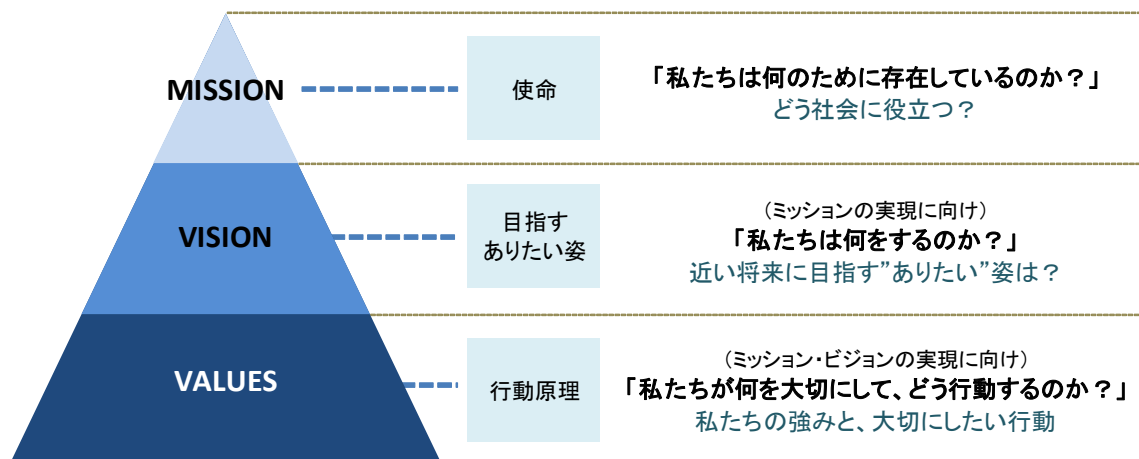 MISSION
使命
「私たちは何のために存在しているのか？」
どう社会に役立つ？
VISION
目指す
ありたい姿
（ミッションの実現に向け）
「私たちは何をするのか？」
近い将来に目指す”ありたい”姿は？
VALUES
行動原理
（ミッション・ビジョンの実現に向け）
「私たちが何を大切にして、どう行動するのか？」
私たちの強みと、大切にしたい行動